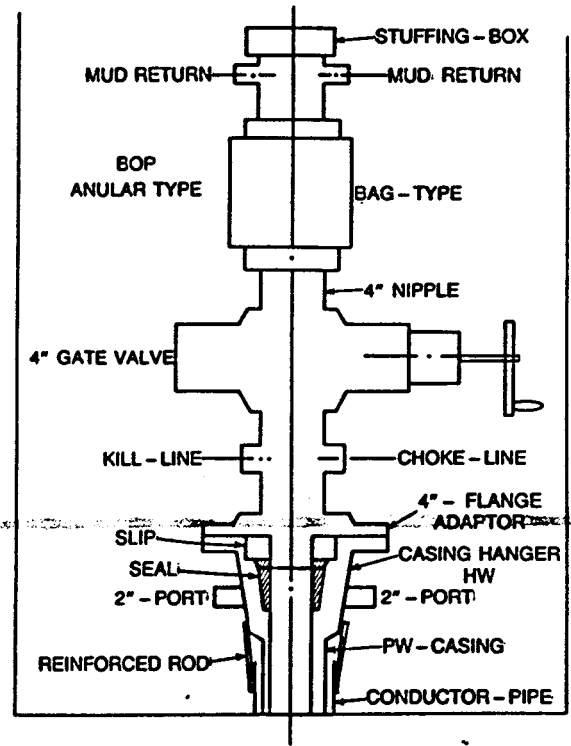 STUFFING-BOX
MUD RETURN
MUD RETURN
BOP
ANULAR TYPE
BAG-TYPE
4" NIPPLE
4" GATE VALVE
KILL-LINE
CHOKE-LINE
4"-FLANGE
ADAPTOR
SLIP
CASING HANGER
HW
SEAL
2"-PORT
2"-PORT
PW-CASING
REINFORCED ROD
CONDUCTOR-PIPE